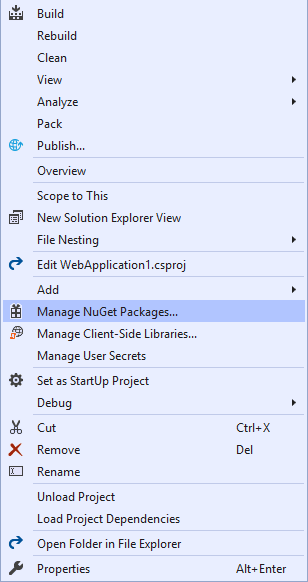 Build
Rebuild
Clean
View
Analyze
Pack
Publish...
Overview
Scope to This
New Solution Explorer View
File Nesting
Edit WebApplication1.csproj
Add
Manage NuGet Packages...
Manage Client-Side Libraries...
Manage User Secrets
Set as StartUp Project
Debug
Cut Ctrl+X
Remove Del
Rename
Unload Project
Load Project Dependencies
Open Folder in File Explorer
Properties Alt+Enter